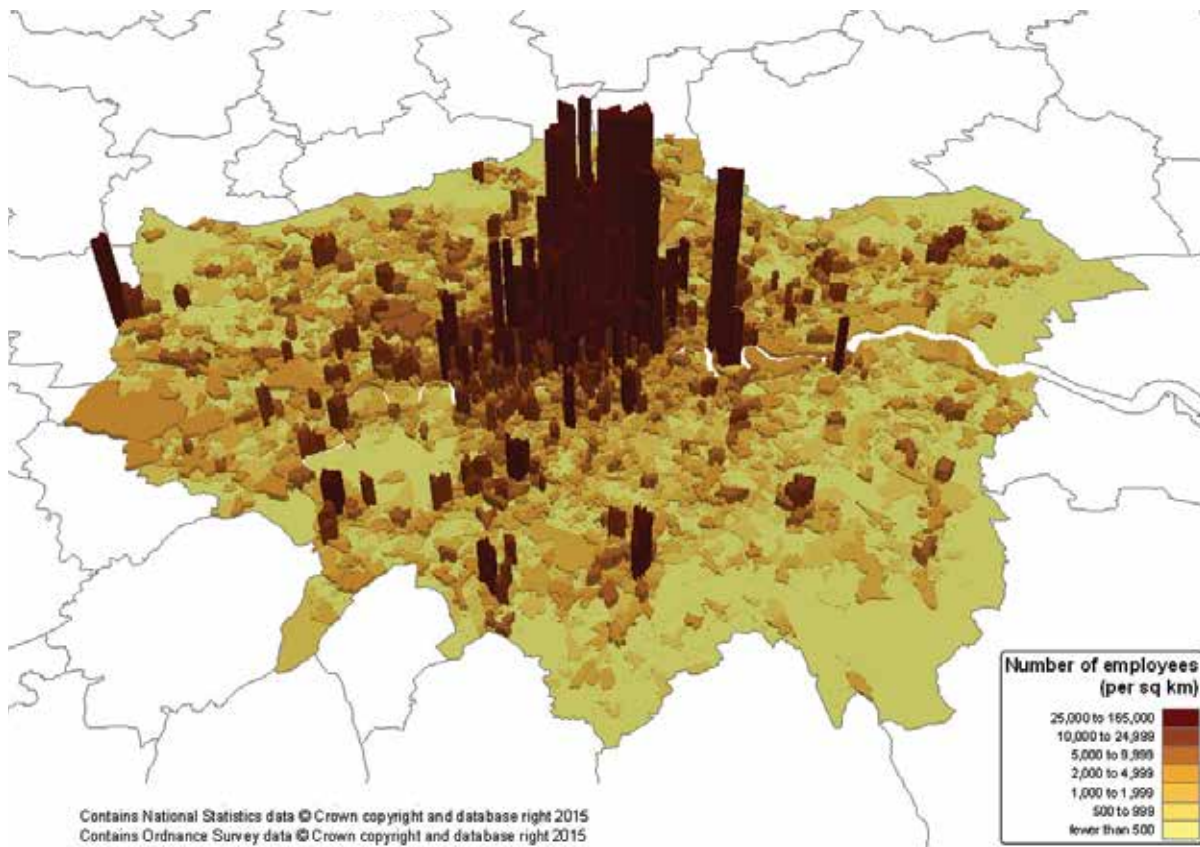 Number of employees
(per sq km)
25,000 to 165,000
10,000 to 24,999
5,000 to 9,999
2,000 to 4,999
1,000 to 1,999
500 to 999
fewer than 500
Contains National Statistics data © Crown copyright and database right 2015
Contains Ordnance Survey data © Crown copyright and database right 2015